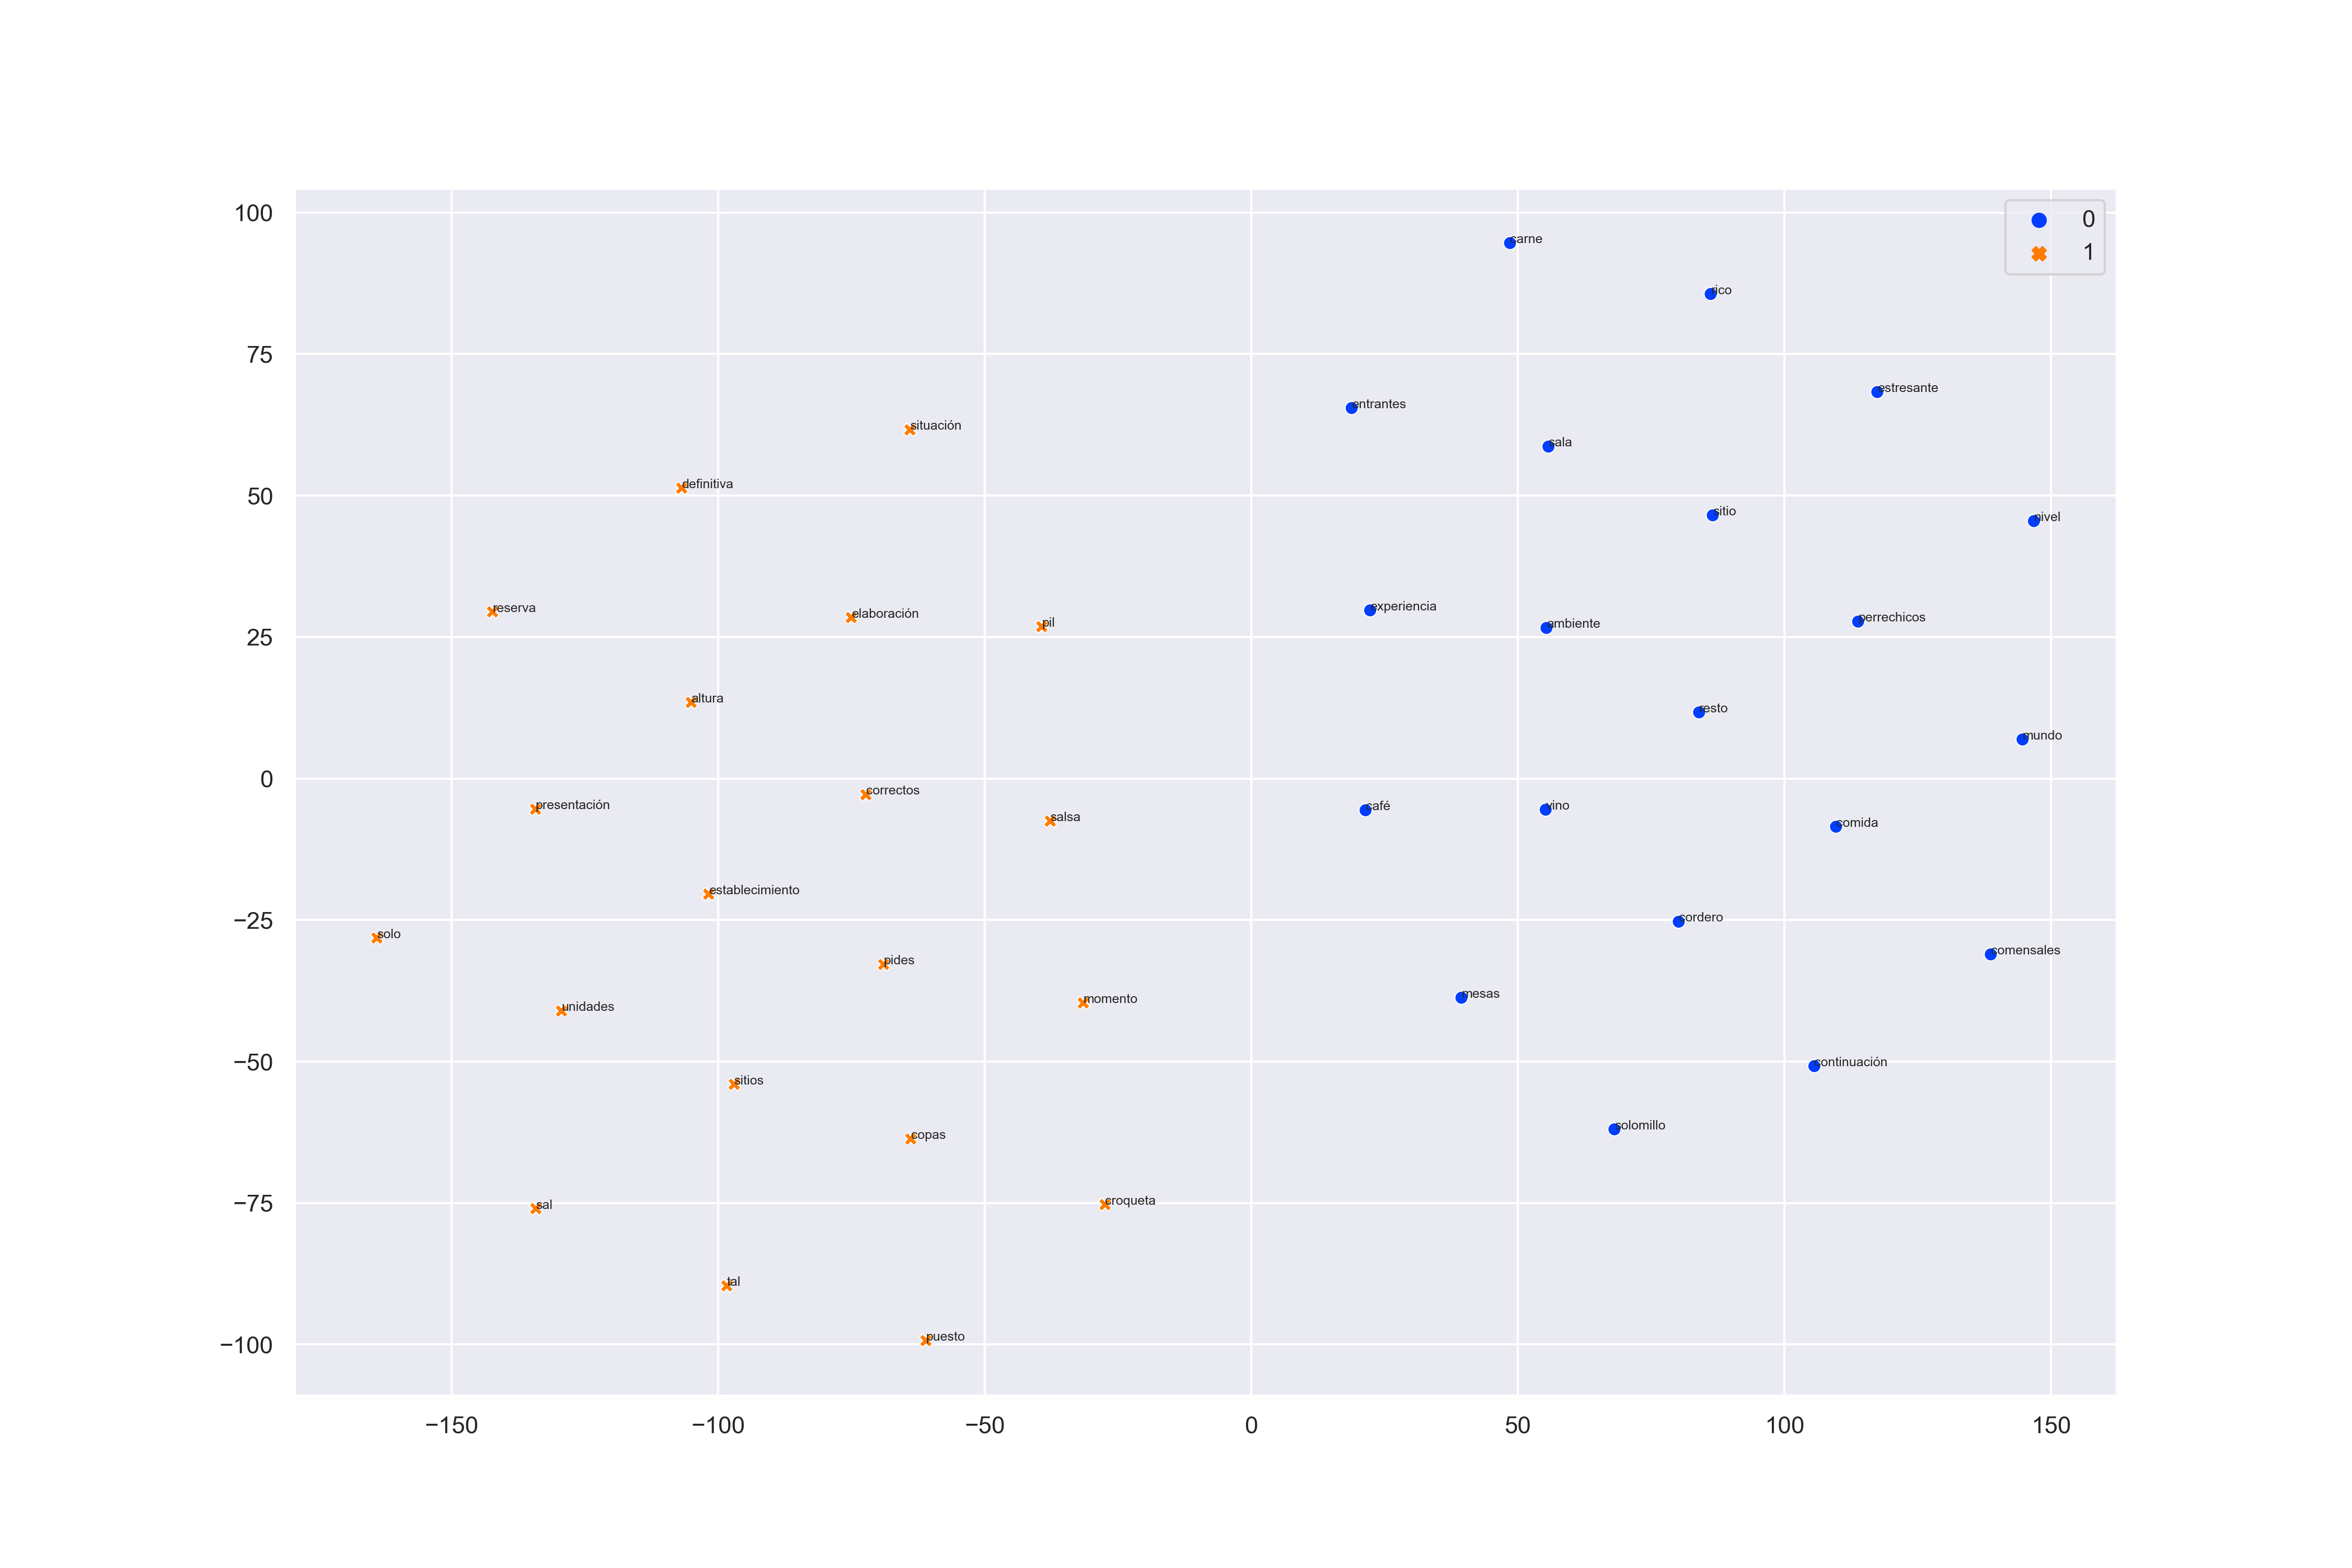 100
0
carne
1
rico
75
estresante
entrantes
situación
sala
definitiva
50
sitio
nivel
reserva
elaboración
pil
experiencia
ambiente
perrechicos
25
altura
resto
mundo
0
correctos
presentación
salsa
café
vino
comida
establecimiento
−25
cordero
solo
comensales
pides
unidades
momento
mesas
−50
continuación
sitios
copas
solomillo
−75
sal
croqueta
tal
puesto
−100
−150
−100
−50
0
50
100
150